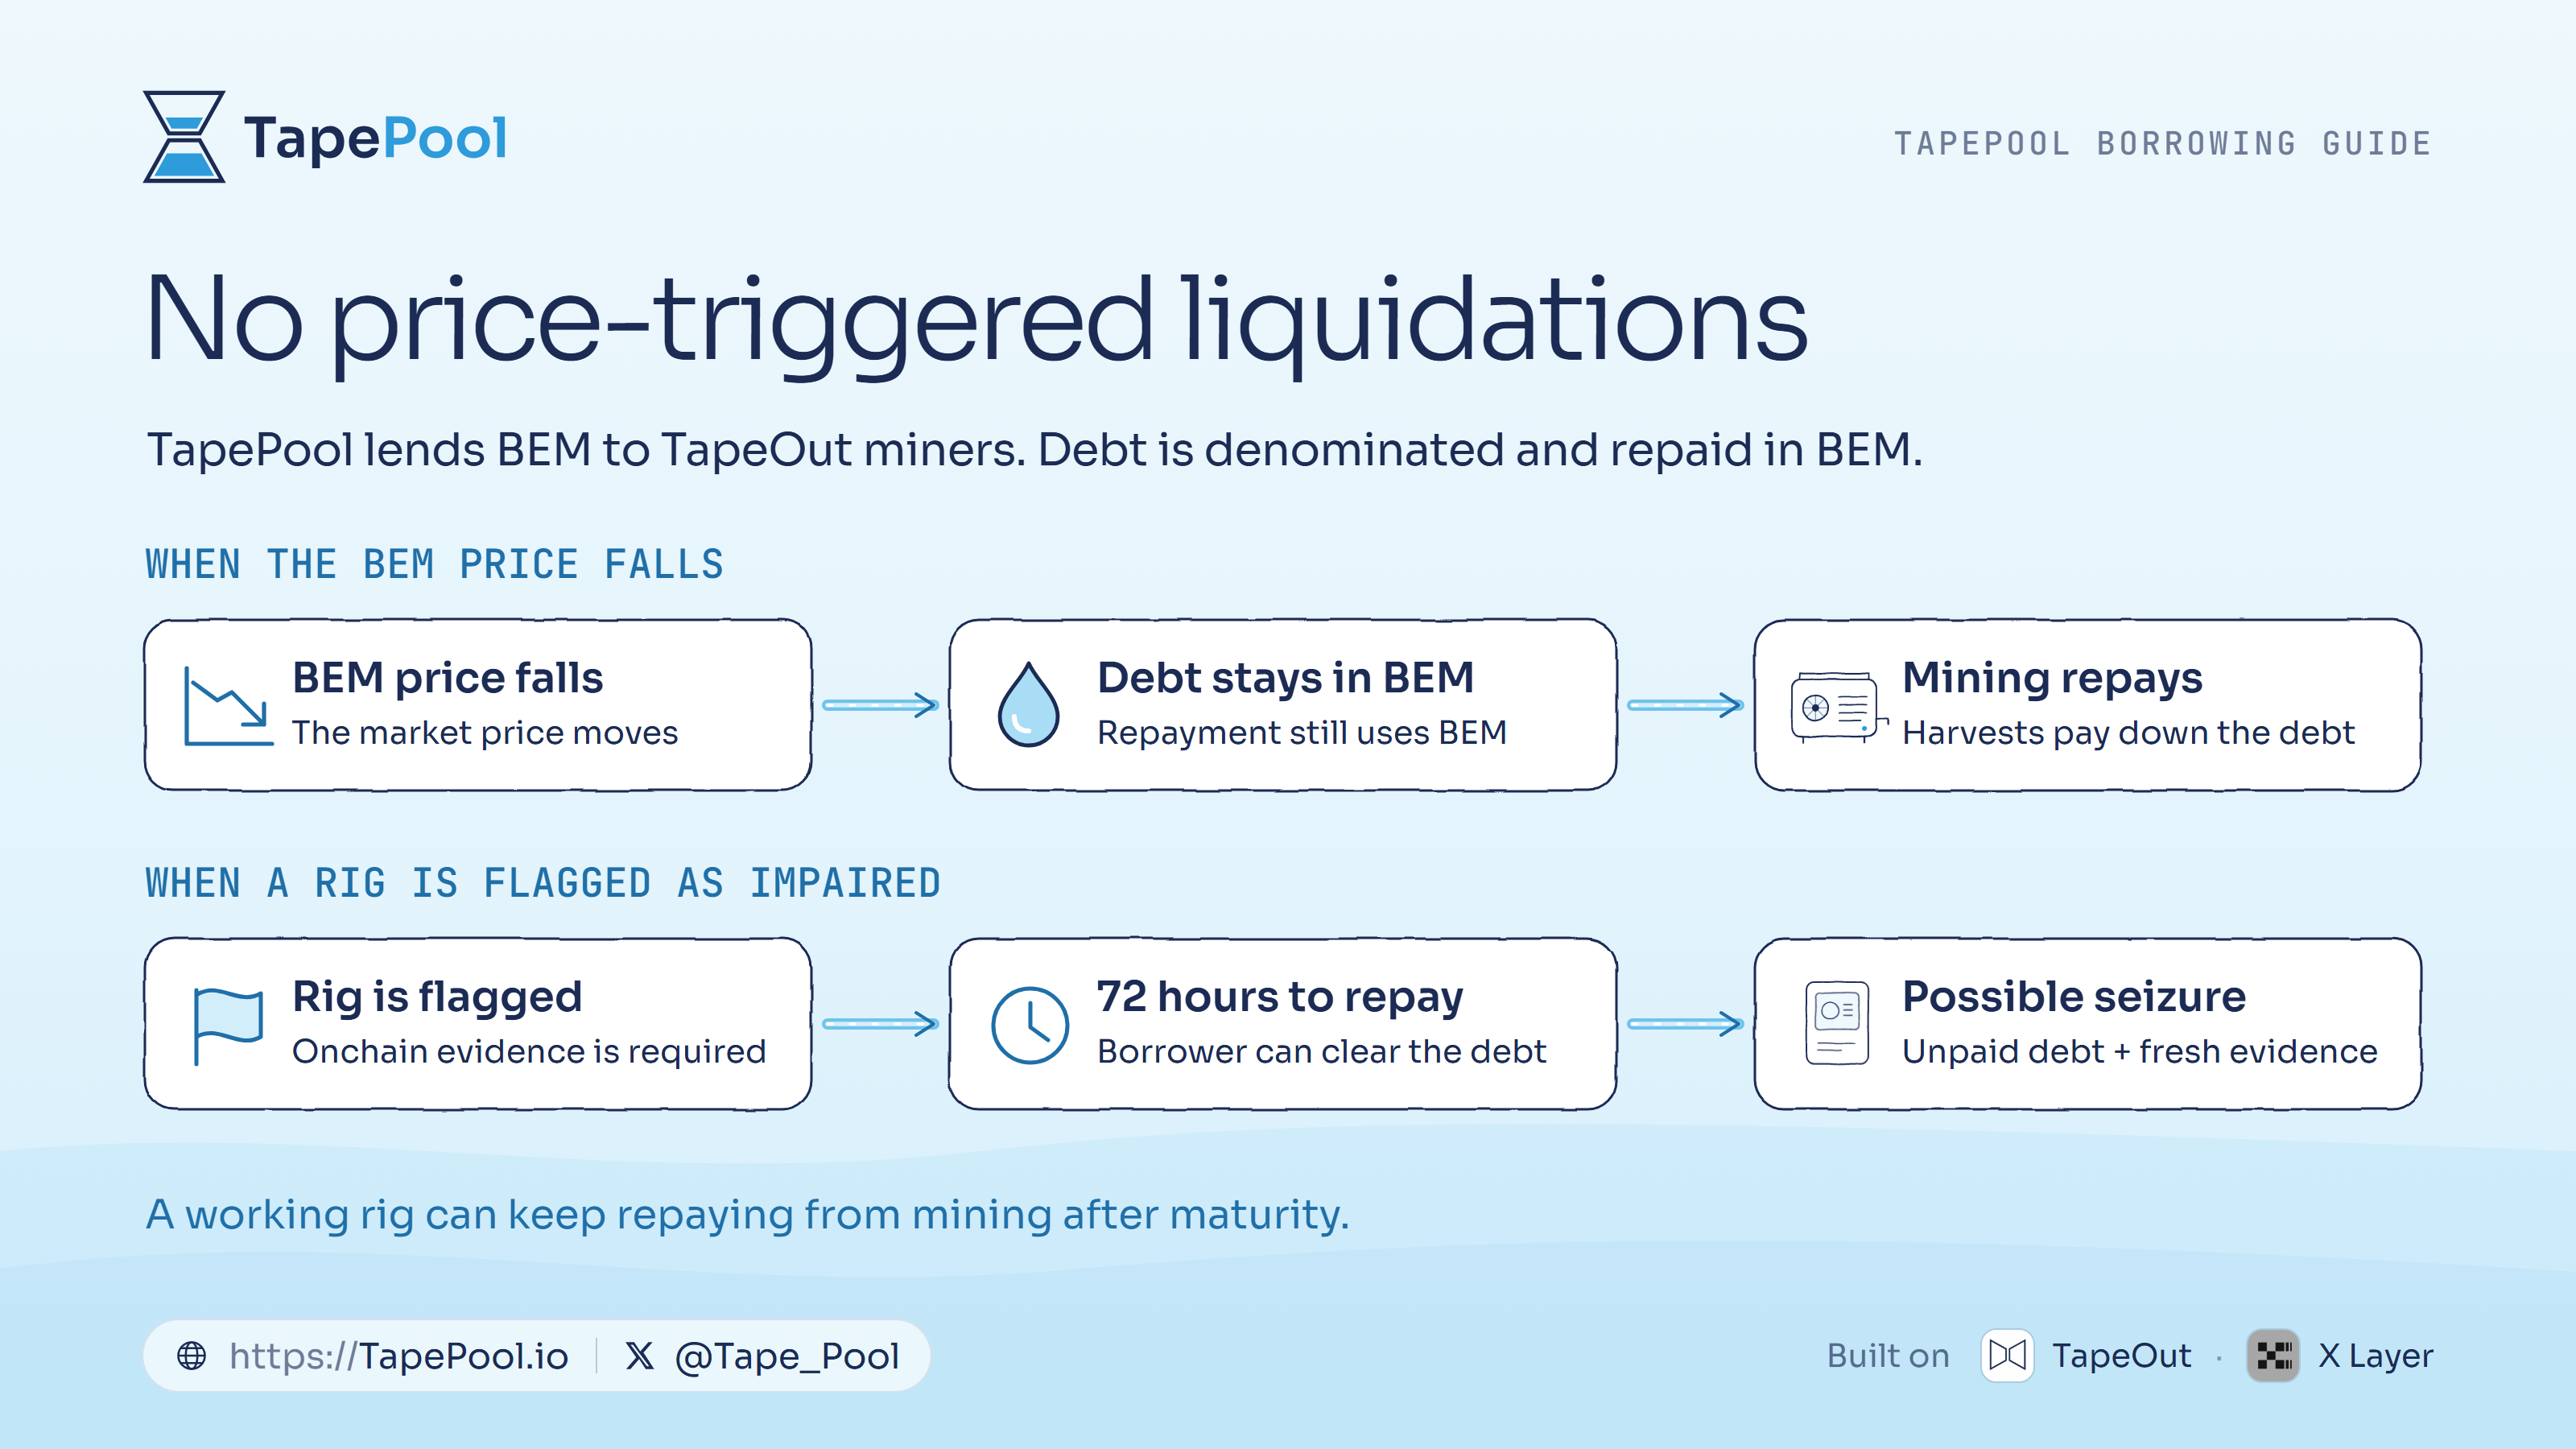 TapePool
TAPEPOOL BORROWING GUIDE
No price-triggered liquidations
TapePool lends BEM to TapeOut miners. Debt is denominated and repaid in BEM.
WHEN THE BEM PRICE FALLS
BEM price falls
The market price moves
Debt stays in BEM
Repayment still uses BEM
Mining repays
Harvests pay down the debt
WHEN A RIG IS FLAGGED AS IMPAIRED
Rig is flagged
Onchain evidence is required
72 hours to repay
Borrower can clear the debt
Possible seizure
Unpaid debt + fresh evidence
A working rig can keep repaying from mining after maturity.
https://TapePool.io
@Tape_Pool
Built on TapeOut · X Layer